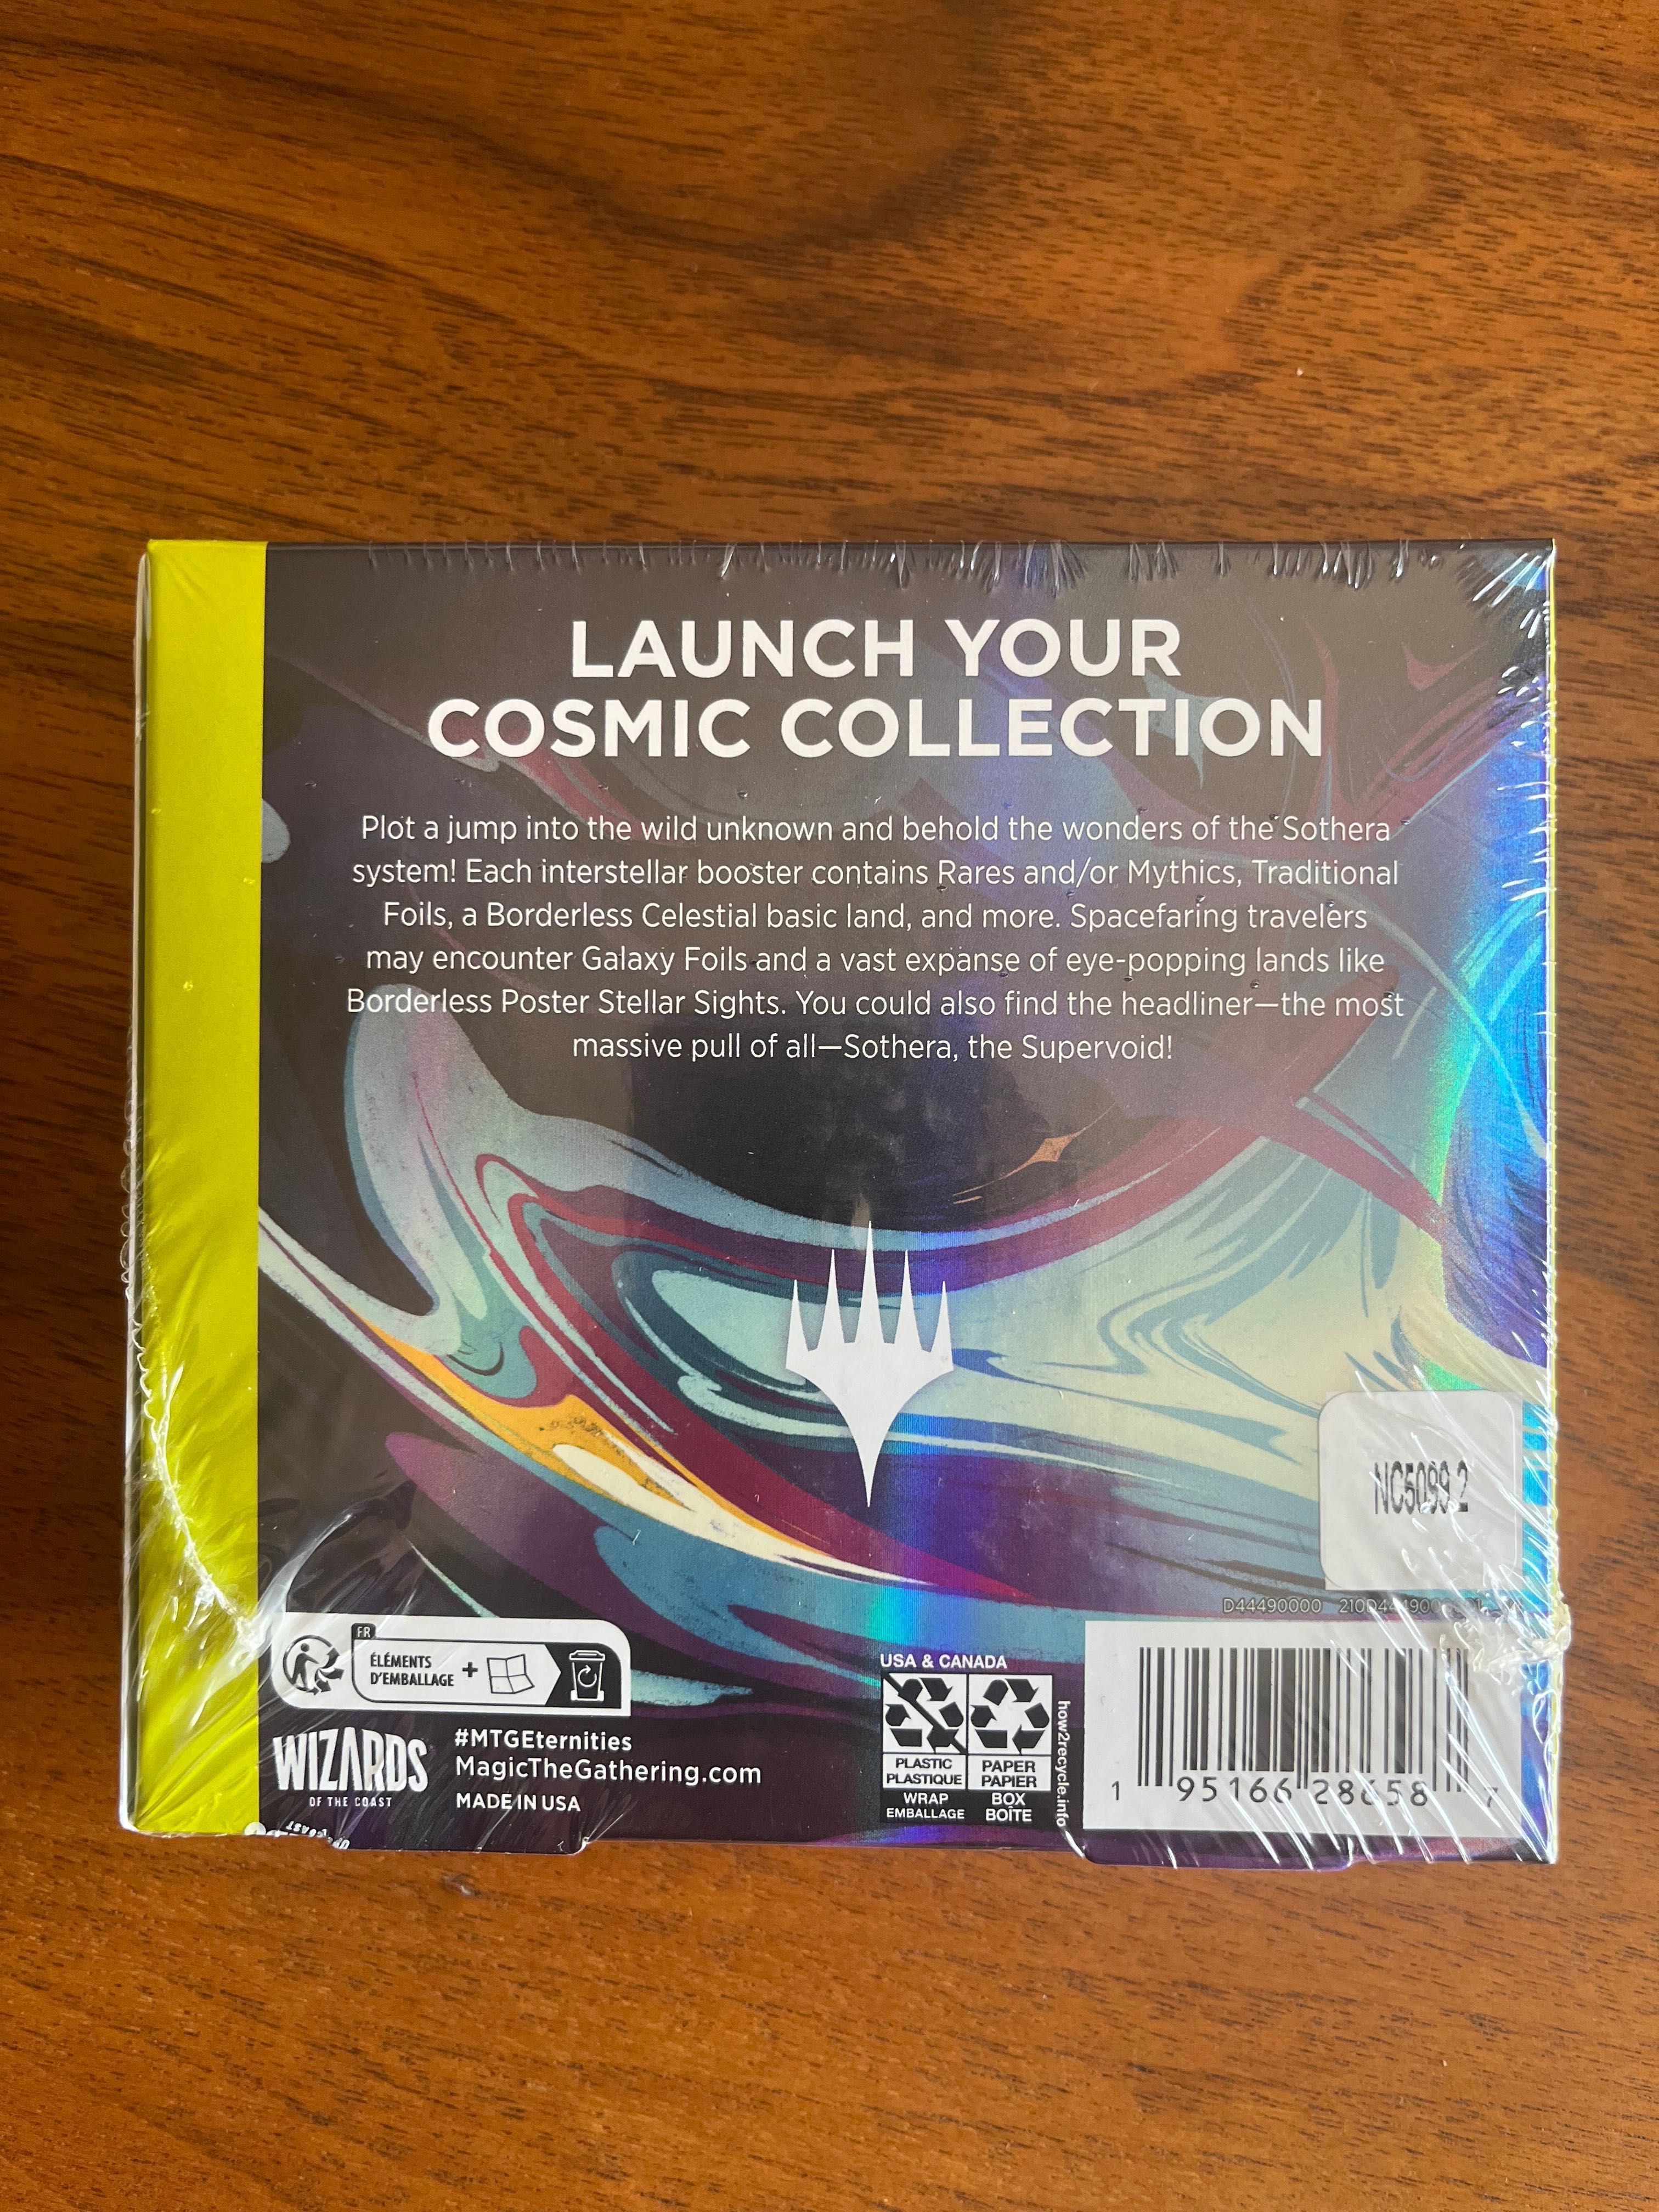 LAUNCH YOUR
COSMIC COLLECTION
Plot a jump into the wild unknown and behold the wonders of the Sothera
system! Each interstellar booster contains Rares and/or Mythics, Traditional
Foils, a Borderless Celestial basic land, and more. Spacefaring travelers
may encounter Galaxy Foils and a vast expanse of eye-popping lands like
Borderless Poster Stellar Sights. You could also find the headliner—the most
massive pull of all—Sothera, the Supervoid!
NC5099 2
D44490000
FR
ÉLÉMENTS
D'EMBALLAGE +
WIZARDS
OF THE COAST
#MTGEternities
MagicTheGathering.com
MADE IN USA
USA & CANADA
PLASTIC
PLASTIQUE
WRAP
EMBALLAGE
PAPER
PAPIER
BOX
BOÎTE
how2recycle.info
1 95166 28658 7